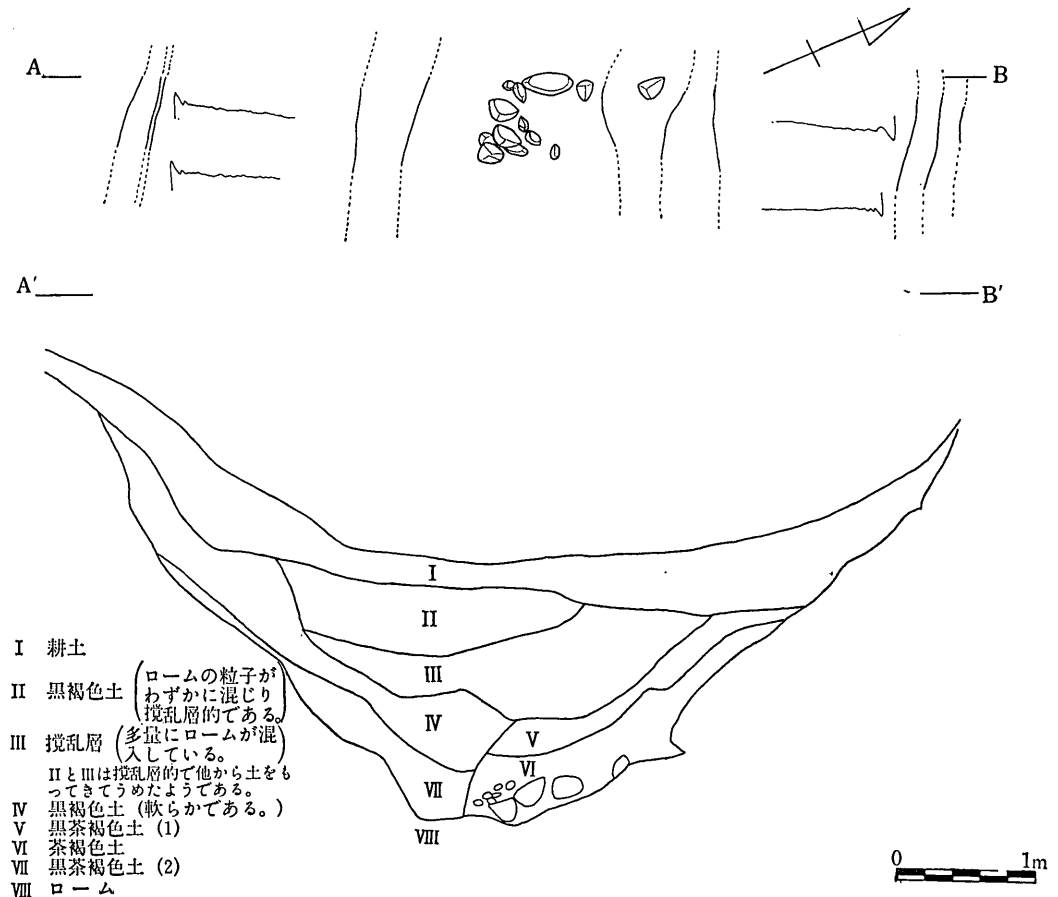 A
B
A′
B′
I
II
III
IV
V
VI
VII
VIII
I 耕土
II 黒褐色土(ロームの粒子が
わずかに混じり
撹乱層的である。)
III 撹乱層(多量にロームが混
入している。)
IIとIIIは撹乱層的で他から土をも
ってきてうめたようである。
IV 黒褐色土(軟らかである。)
V 黒茶褐色土(1)
VI 茶褐色土
VII 黒茶褐色土(2)
VIII ローム
0 1m